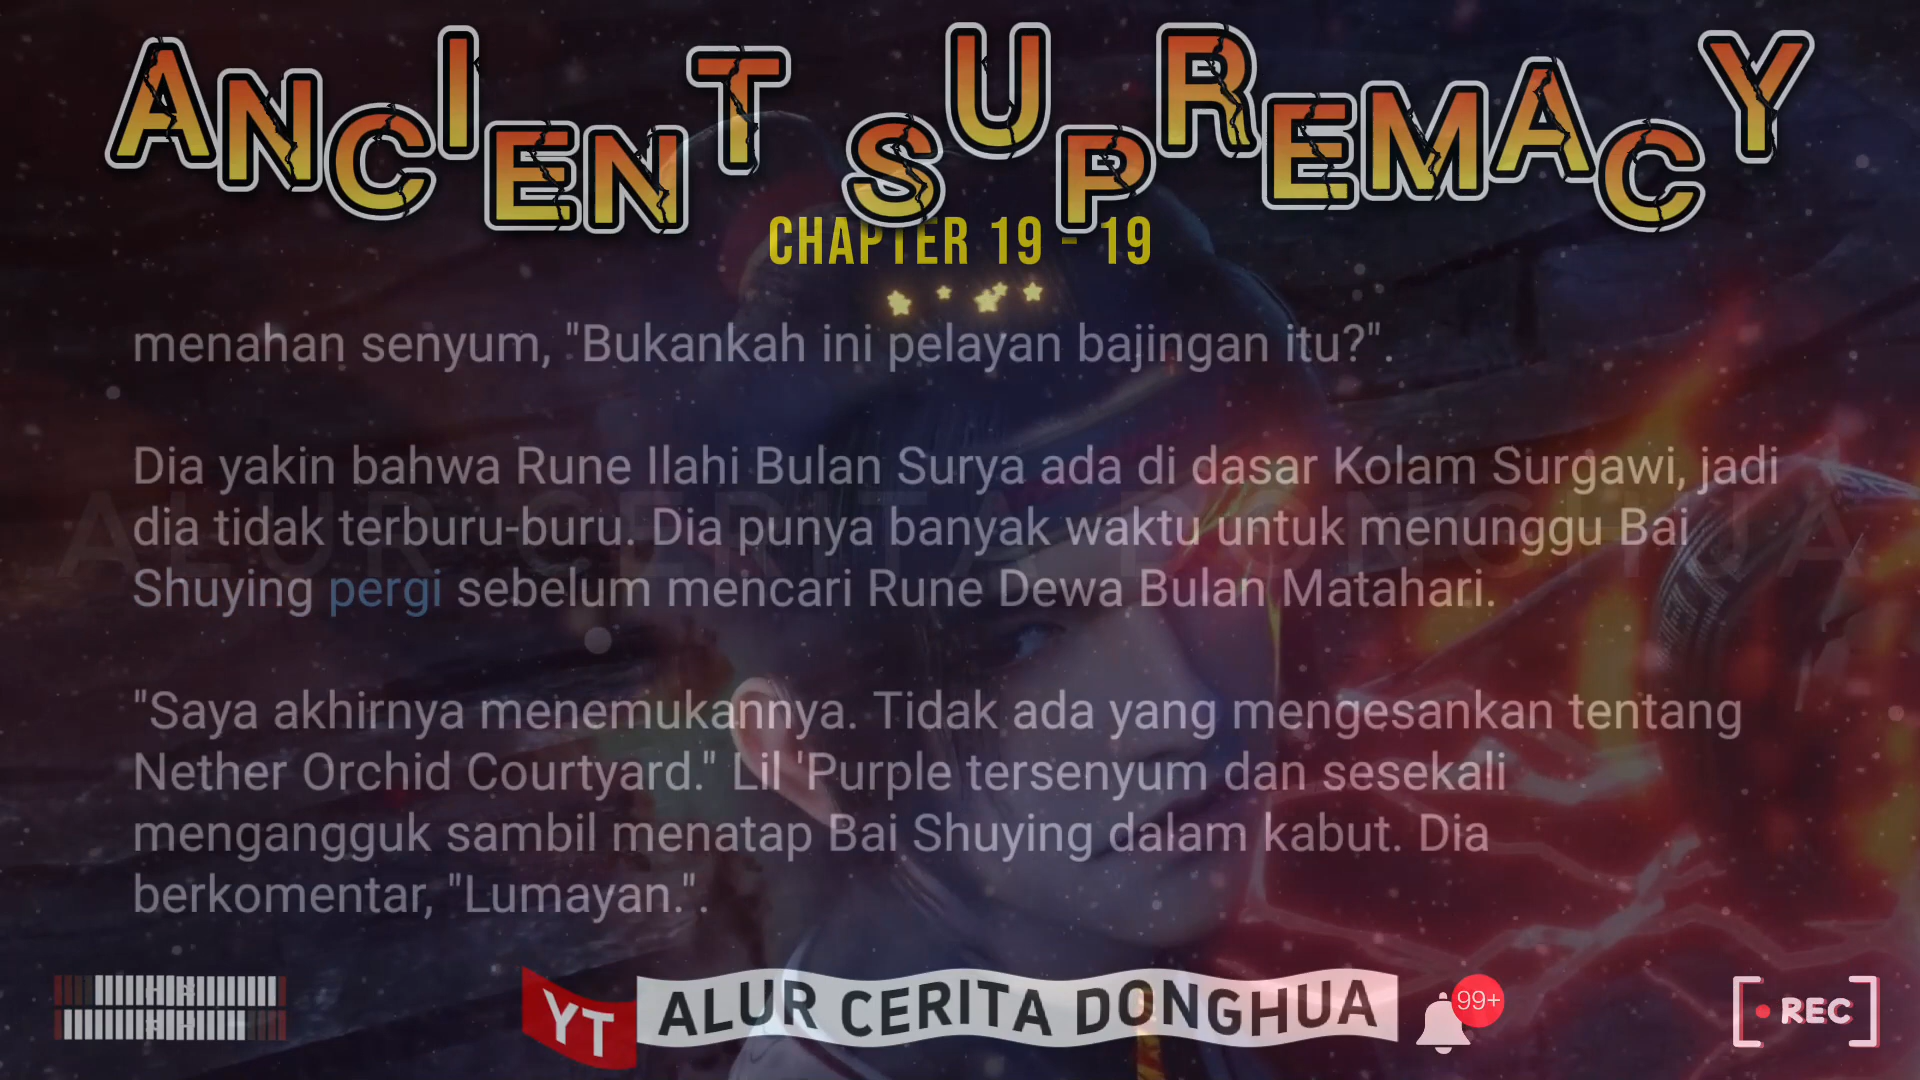 ANCIENT SUPREMACY
CHAPTER 19 - 19
menahan senyum, "Bukankah ini pelayan bajingan itu?".
Dia yakin bahwa Rune Ilahi Bulan Surya ada di dasar Kolam Surgawi, jadi
dia tidak terburu-buru. Dia punya banyak waktu untuk menunggu Bai
Shuying pergi sebelum mencari Rune Dewa Bulan Matahari.
ALUR CERITA DONGHUA
"Saya akhirnya menemukannya. Tidak ada yang mengesankan tentang
Nether Orchid Courtyard." Lil 'Purple tersenyum dan sesekali
mengangguk sambil menatap Bai Shuying dalam kabut. Dia
berkomentar, "Lumayan.".
YT ALUR CERITA DONGHUA 99+
REC